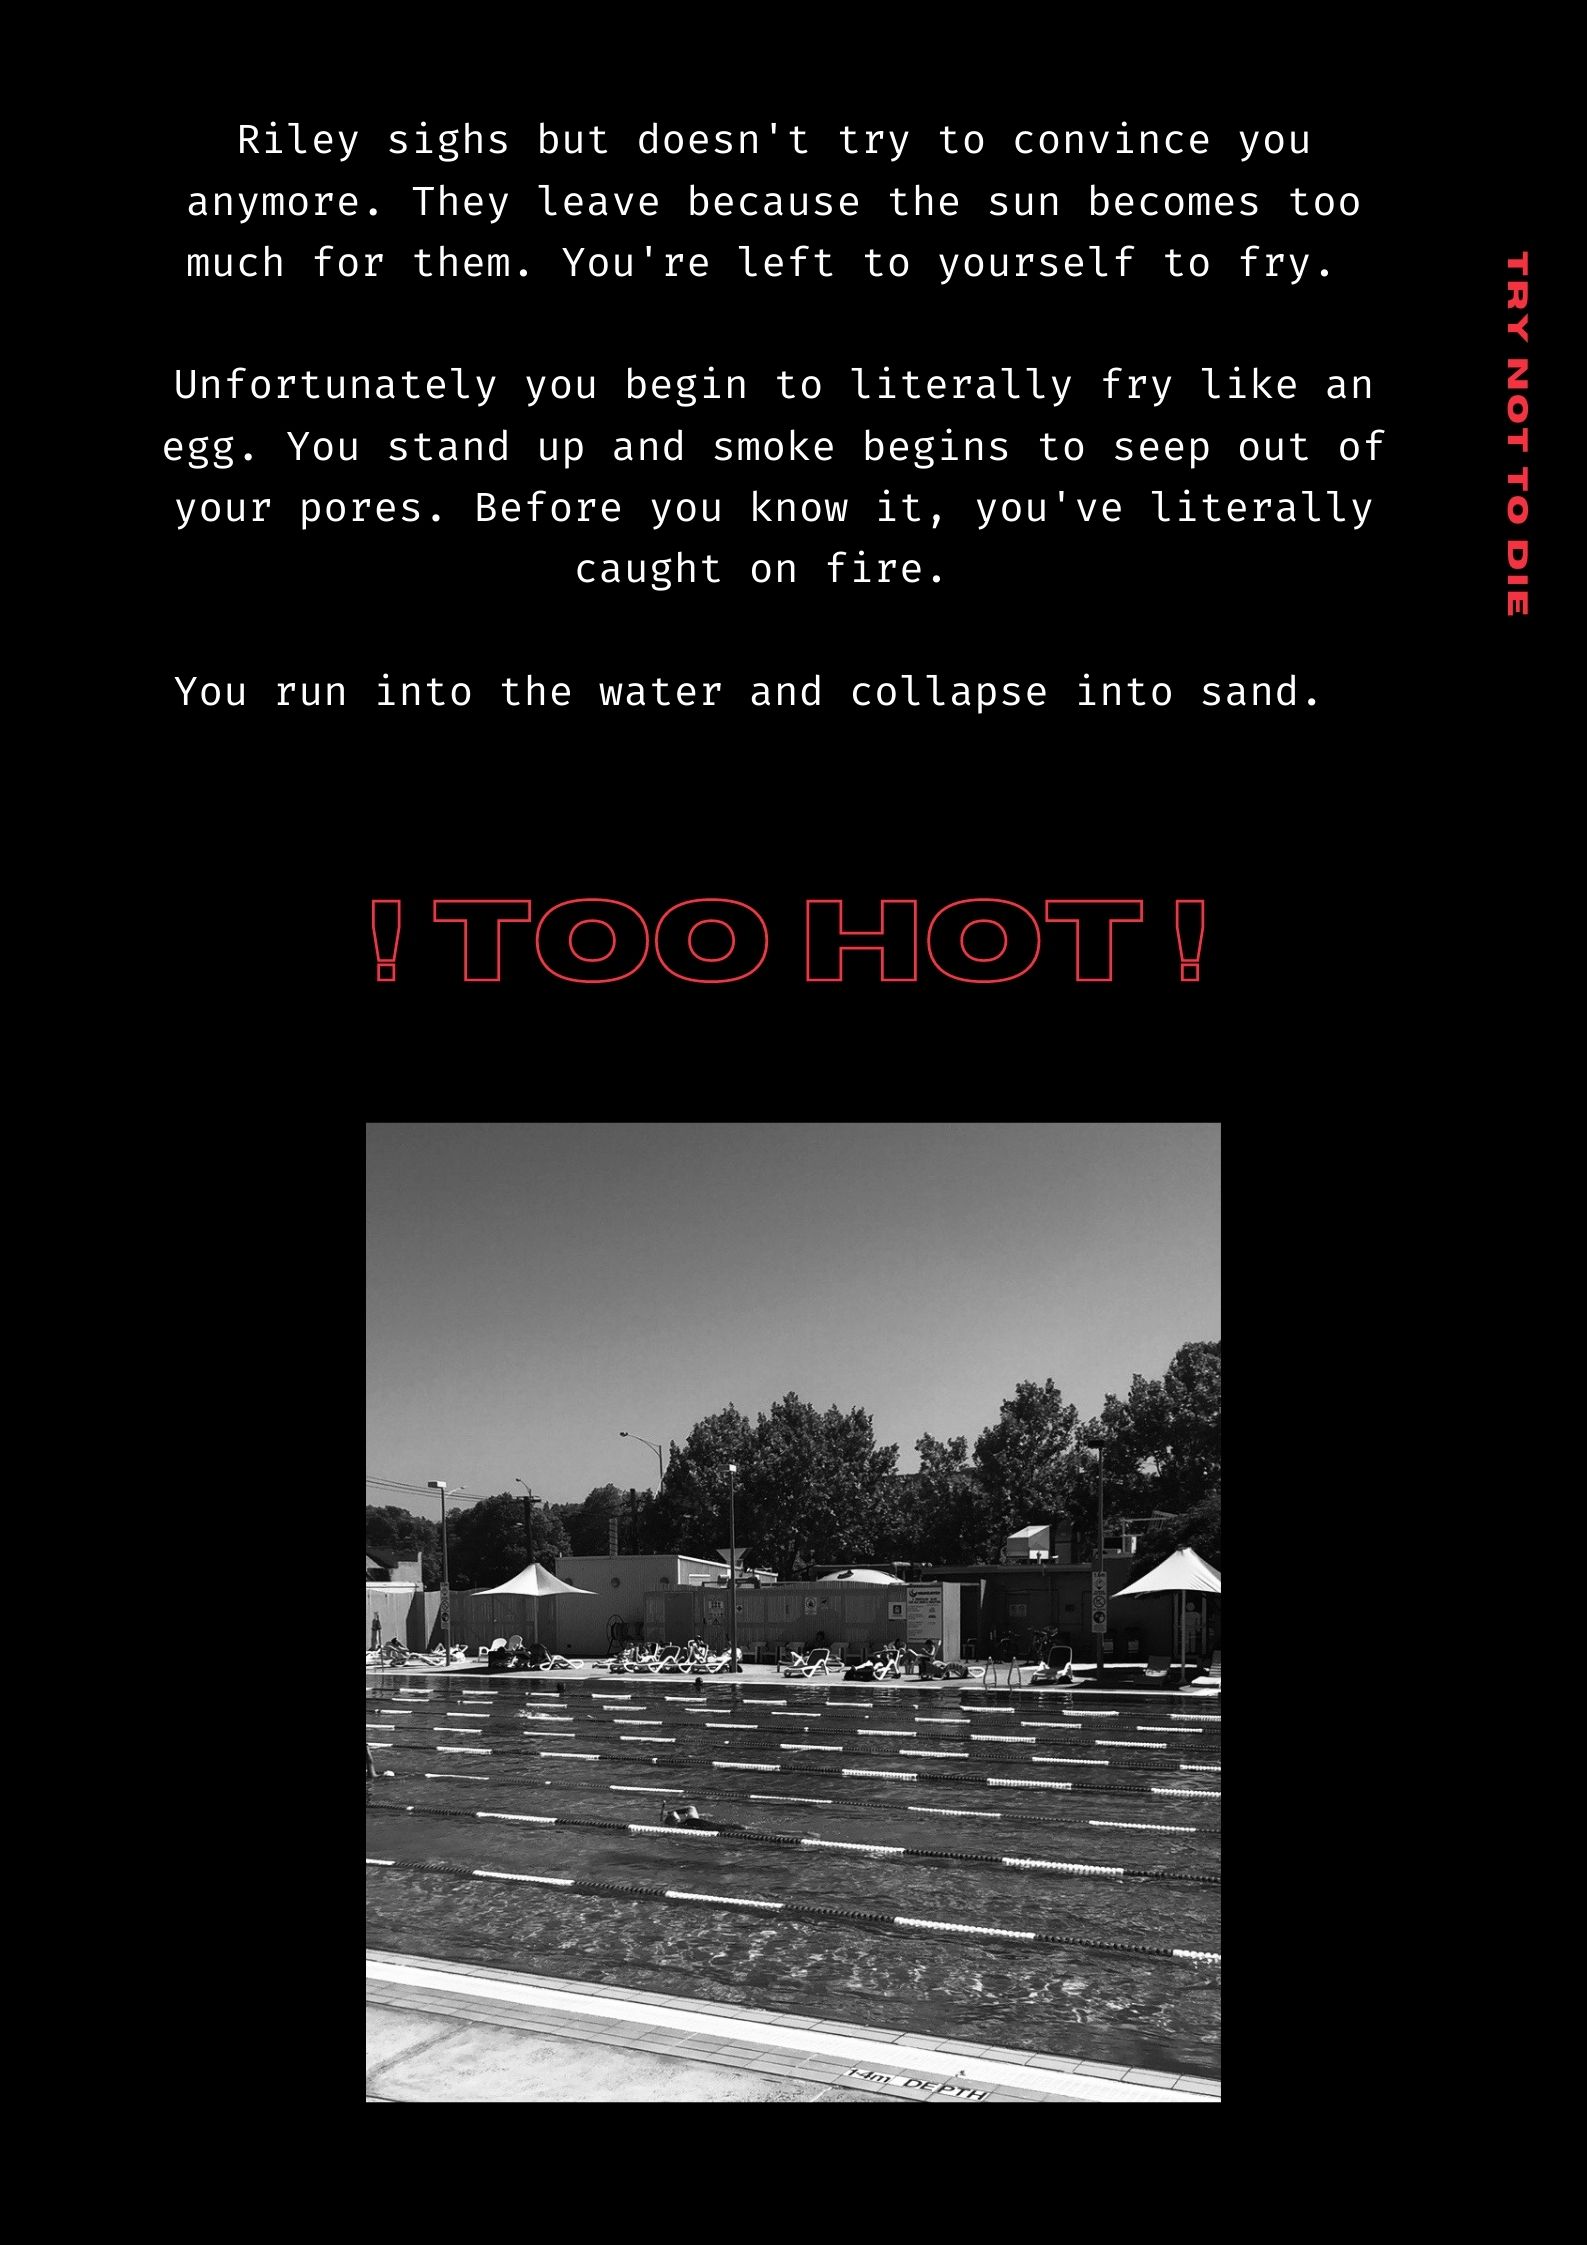 Riley sighs but doesn't try to convince you
anymore. They leave because the sun becomes too
much for them. You're left to yourself to fry.
Unfortunately you begin to literally fry like an
egg. You stand up and smoke begins to seep out of
your pores. Before you know it, you've literally
caught on fire.
You run into the water and collapse into sand.
TRY NOT TO DIE
! TOO HOT !
1·4m DEPTH